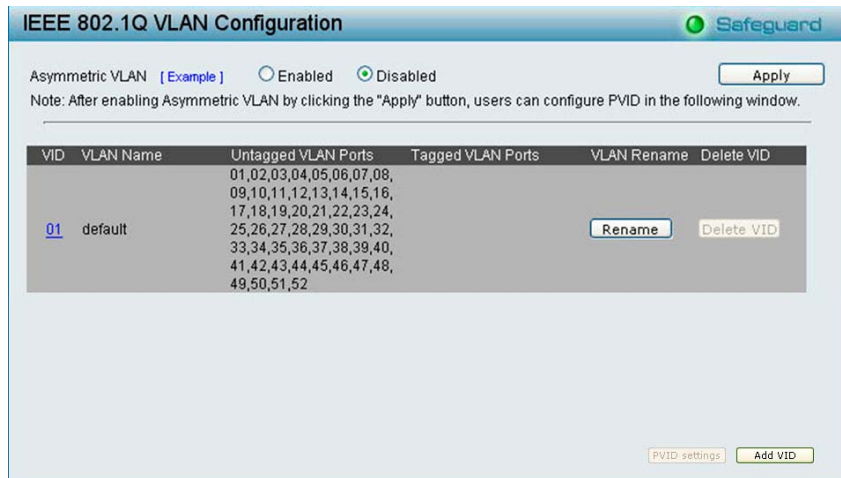 IEEE 802.1Q VLAN Configuration Safeguard
Asymmetric VLAN [ Example ] Enabled Disabled Apply
Note: After enabling Asymmetric VLAN by clicking the "Apply" button, users can configure PVID in the following window.
VID VLAN Name Untagged VLAN Ports Tagged VLAN Ports VLAN Rename Delete VID
01,02,03,04,05,06,07,08,
09,10,11,12,13,14,15,16,
17,18,19,20,21,22,23,24,
01 default 25,26,27,28,29,30,31,32, Rename Delete VID
33,34,35,36,37,38,39,40,
41,42,43,44,45,46,47,48,
49,50,51,52
PVID settings Add VID